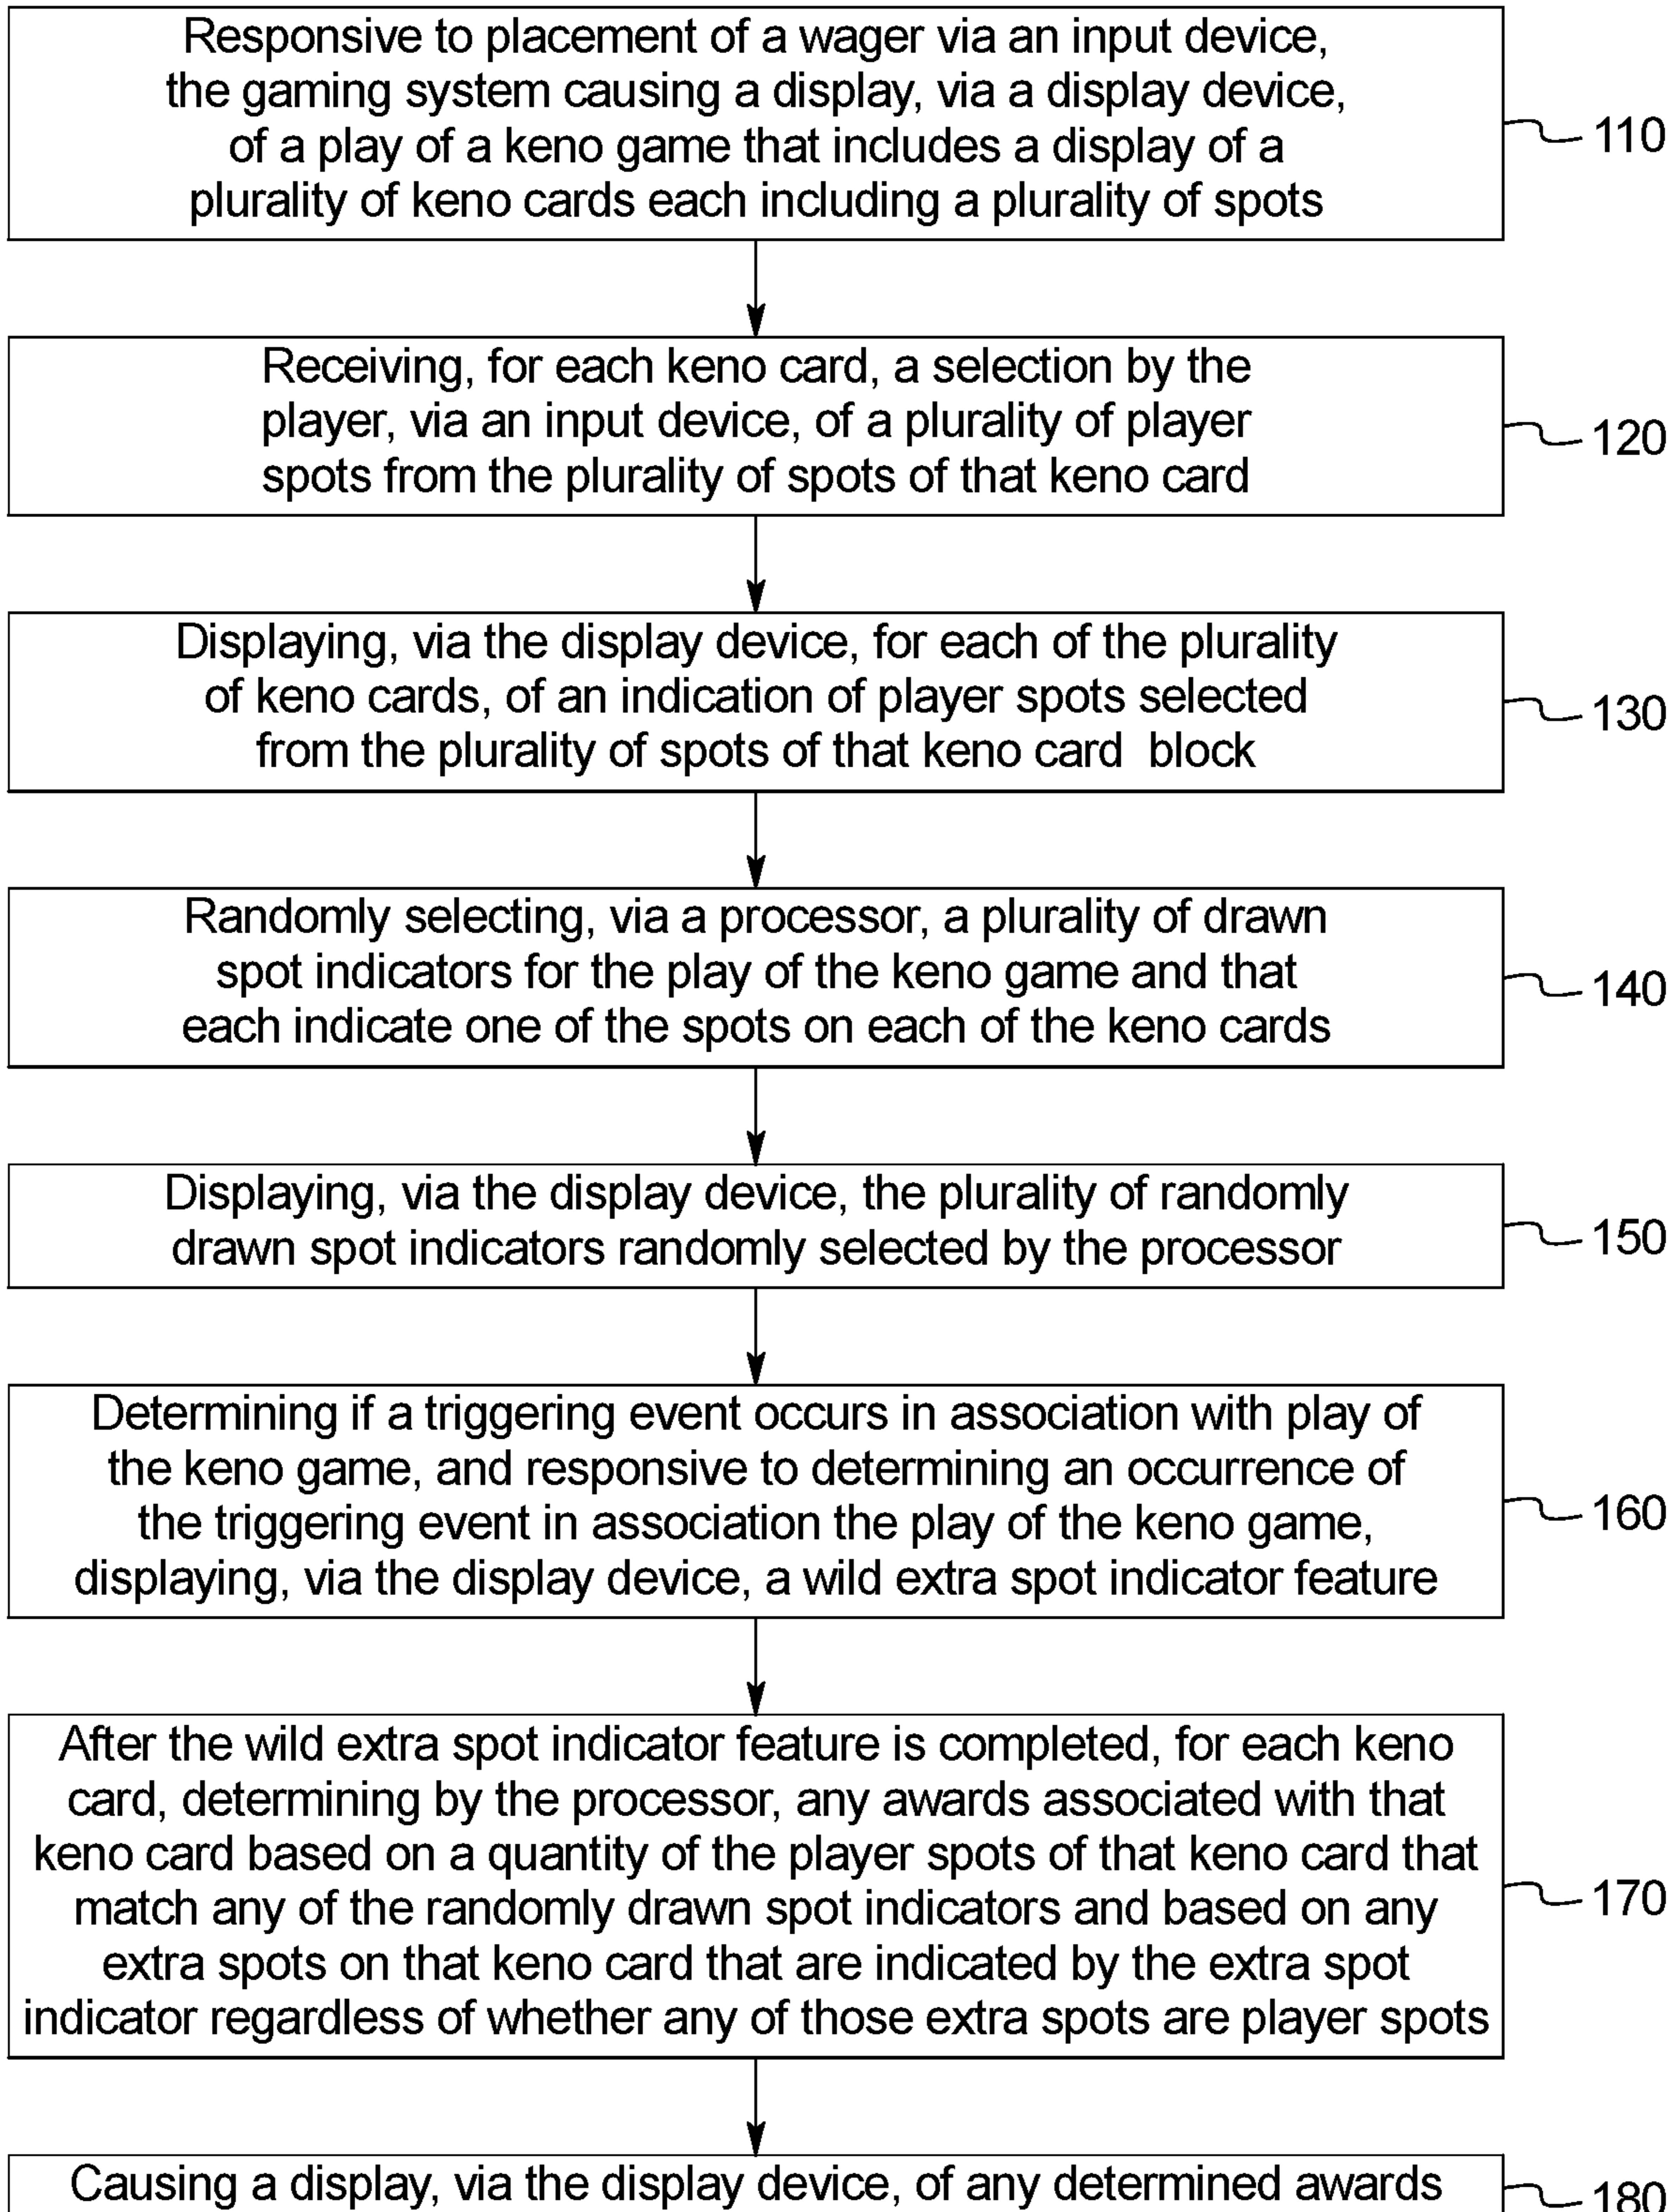 Responsive to placement of a wager via an input device,
the gaming system causing a display, via a display device,
of a play of a keno game that includes a display of a
plurality of keno cards each including a plurality of spots
110
Receiving, for each keno card, a selection by the
player, via an input device, of a plurality of player
spots from the plurality of spots of that keno card
120
Displaying, via the display device, for each of the plurality
of keno cards, of an indication of player spots selected
from the plurality of spots of that keno card block
130
Randomly selecting, via a processor, a plurality of drawn
spot indicators for the play of the keno game and that
each indicate one of the spots on each of the keno cards
140
Displaying, via the display device, the plurality of randomly
drawn spot indicators randomly selected by the processor
150
Determining if a triggering event occurs in association with play of
the keno game, and responsive to determining an occurrence of
the triggering event in association the play of the keno game,
displaying, via the display device, a wild extra spot indicator feature
160
After the wild extra spot indicator feature is completed, for each keno
card, determining by the processor, any awards associated with that
keno card based on a quantity of the player spots of that keno card that
match any of the randomly drawn spot indicators and based on any
extra spots on that keno card that are indicated by the extra spot
indicator regardless of whether any of those extra spots are player spots
170
Causing a display, via the display device, of any determined awards
180